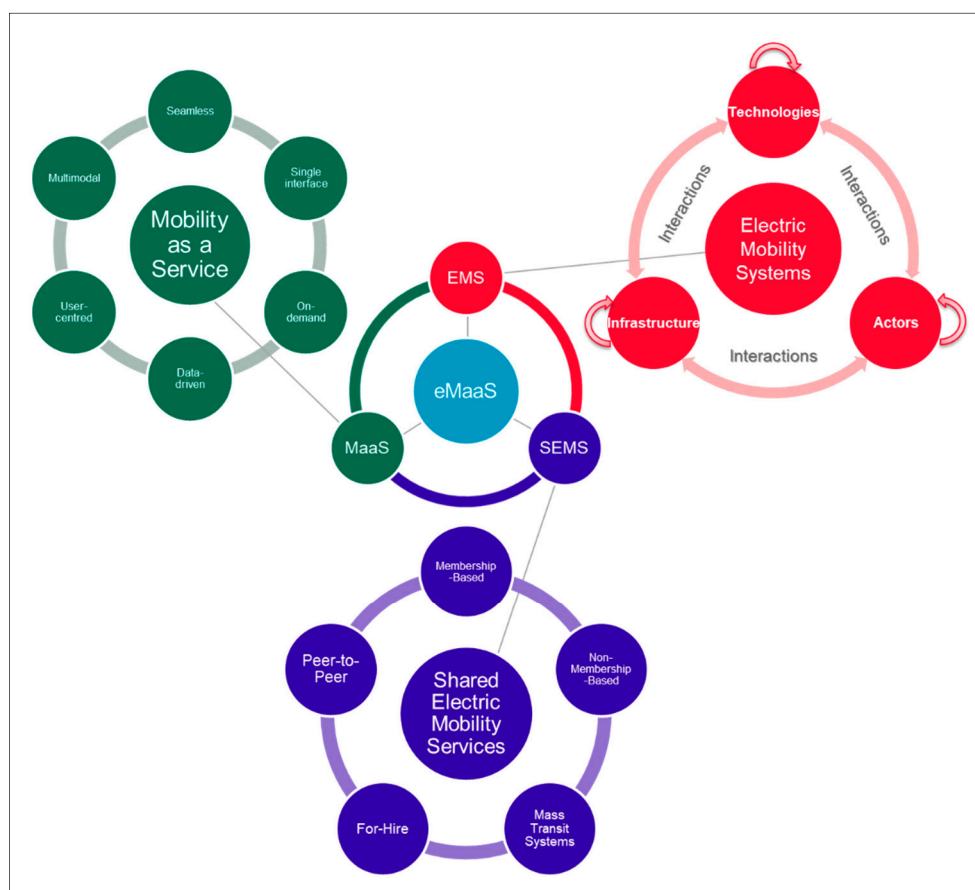 Seamless
Single
interface
On-
demand
Data-
driven
User-
centred
Multimodal
Mobility
as a
Service
Technologies
Interactions
Interactions
Electric
Mobility
Systems
Infrastructure
Actors
Interactions
EMS
eMaaS
MaaS
SEMS
Membership
-Based
Non-
Membership
-Based
Mass
Transit
Systems
For-Hire
Peer-to-
Peer
Shared
Electric
Mobility
Services